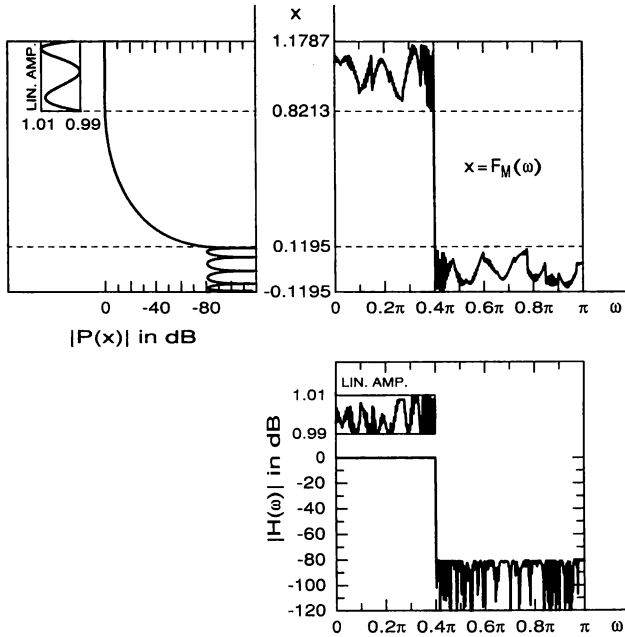 x
1.1787
0.8213
0.1195
-0.1195
LIN. AMP.
1.01 0.99
0 -40 -80
|P(x)| in dB
x=F_M(ω)
0 0.2π 0.4π 0.6π 0.8π π ω
LIN. AMP.
1.01
0.99
0
-20
-40
-60
-80
-100
-120
|H(ω)| in dB
0 0.2π 0.4π 0.6π 0.8π π ω